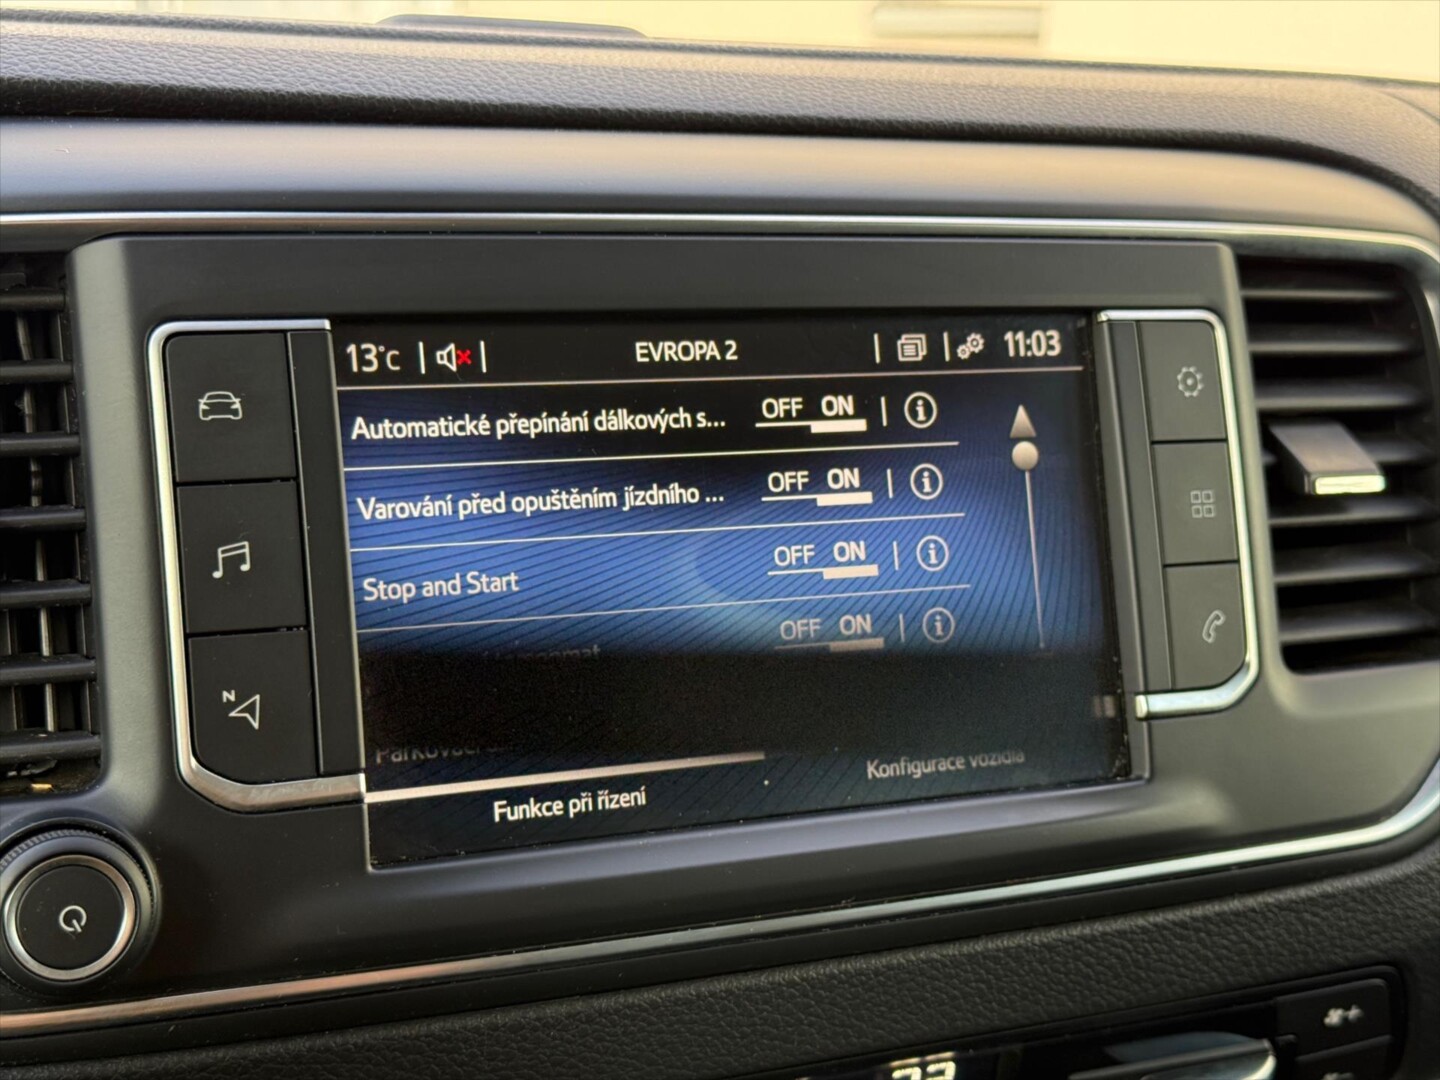 13°C EVROPA 2 11:03
Automatické přepínání dálkových s... OFF ON i
Varování před opuštěním jízdního ... OFF ON i
Stop and Start OFF ON i
OFF ON i
Parkovací
Funkce při řízení Konfigurace vozidla
N